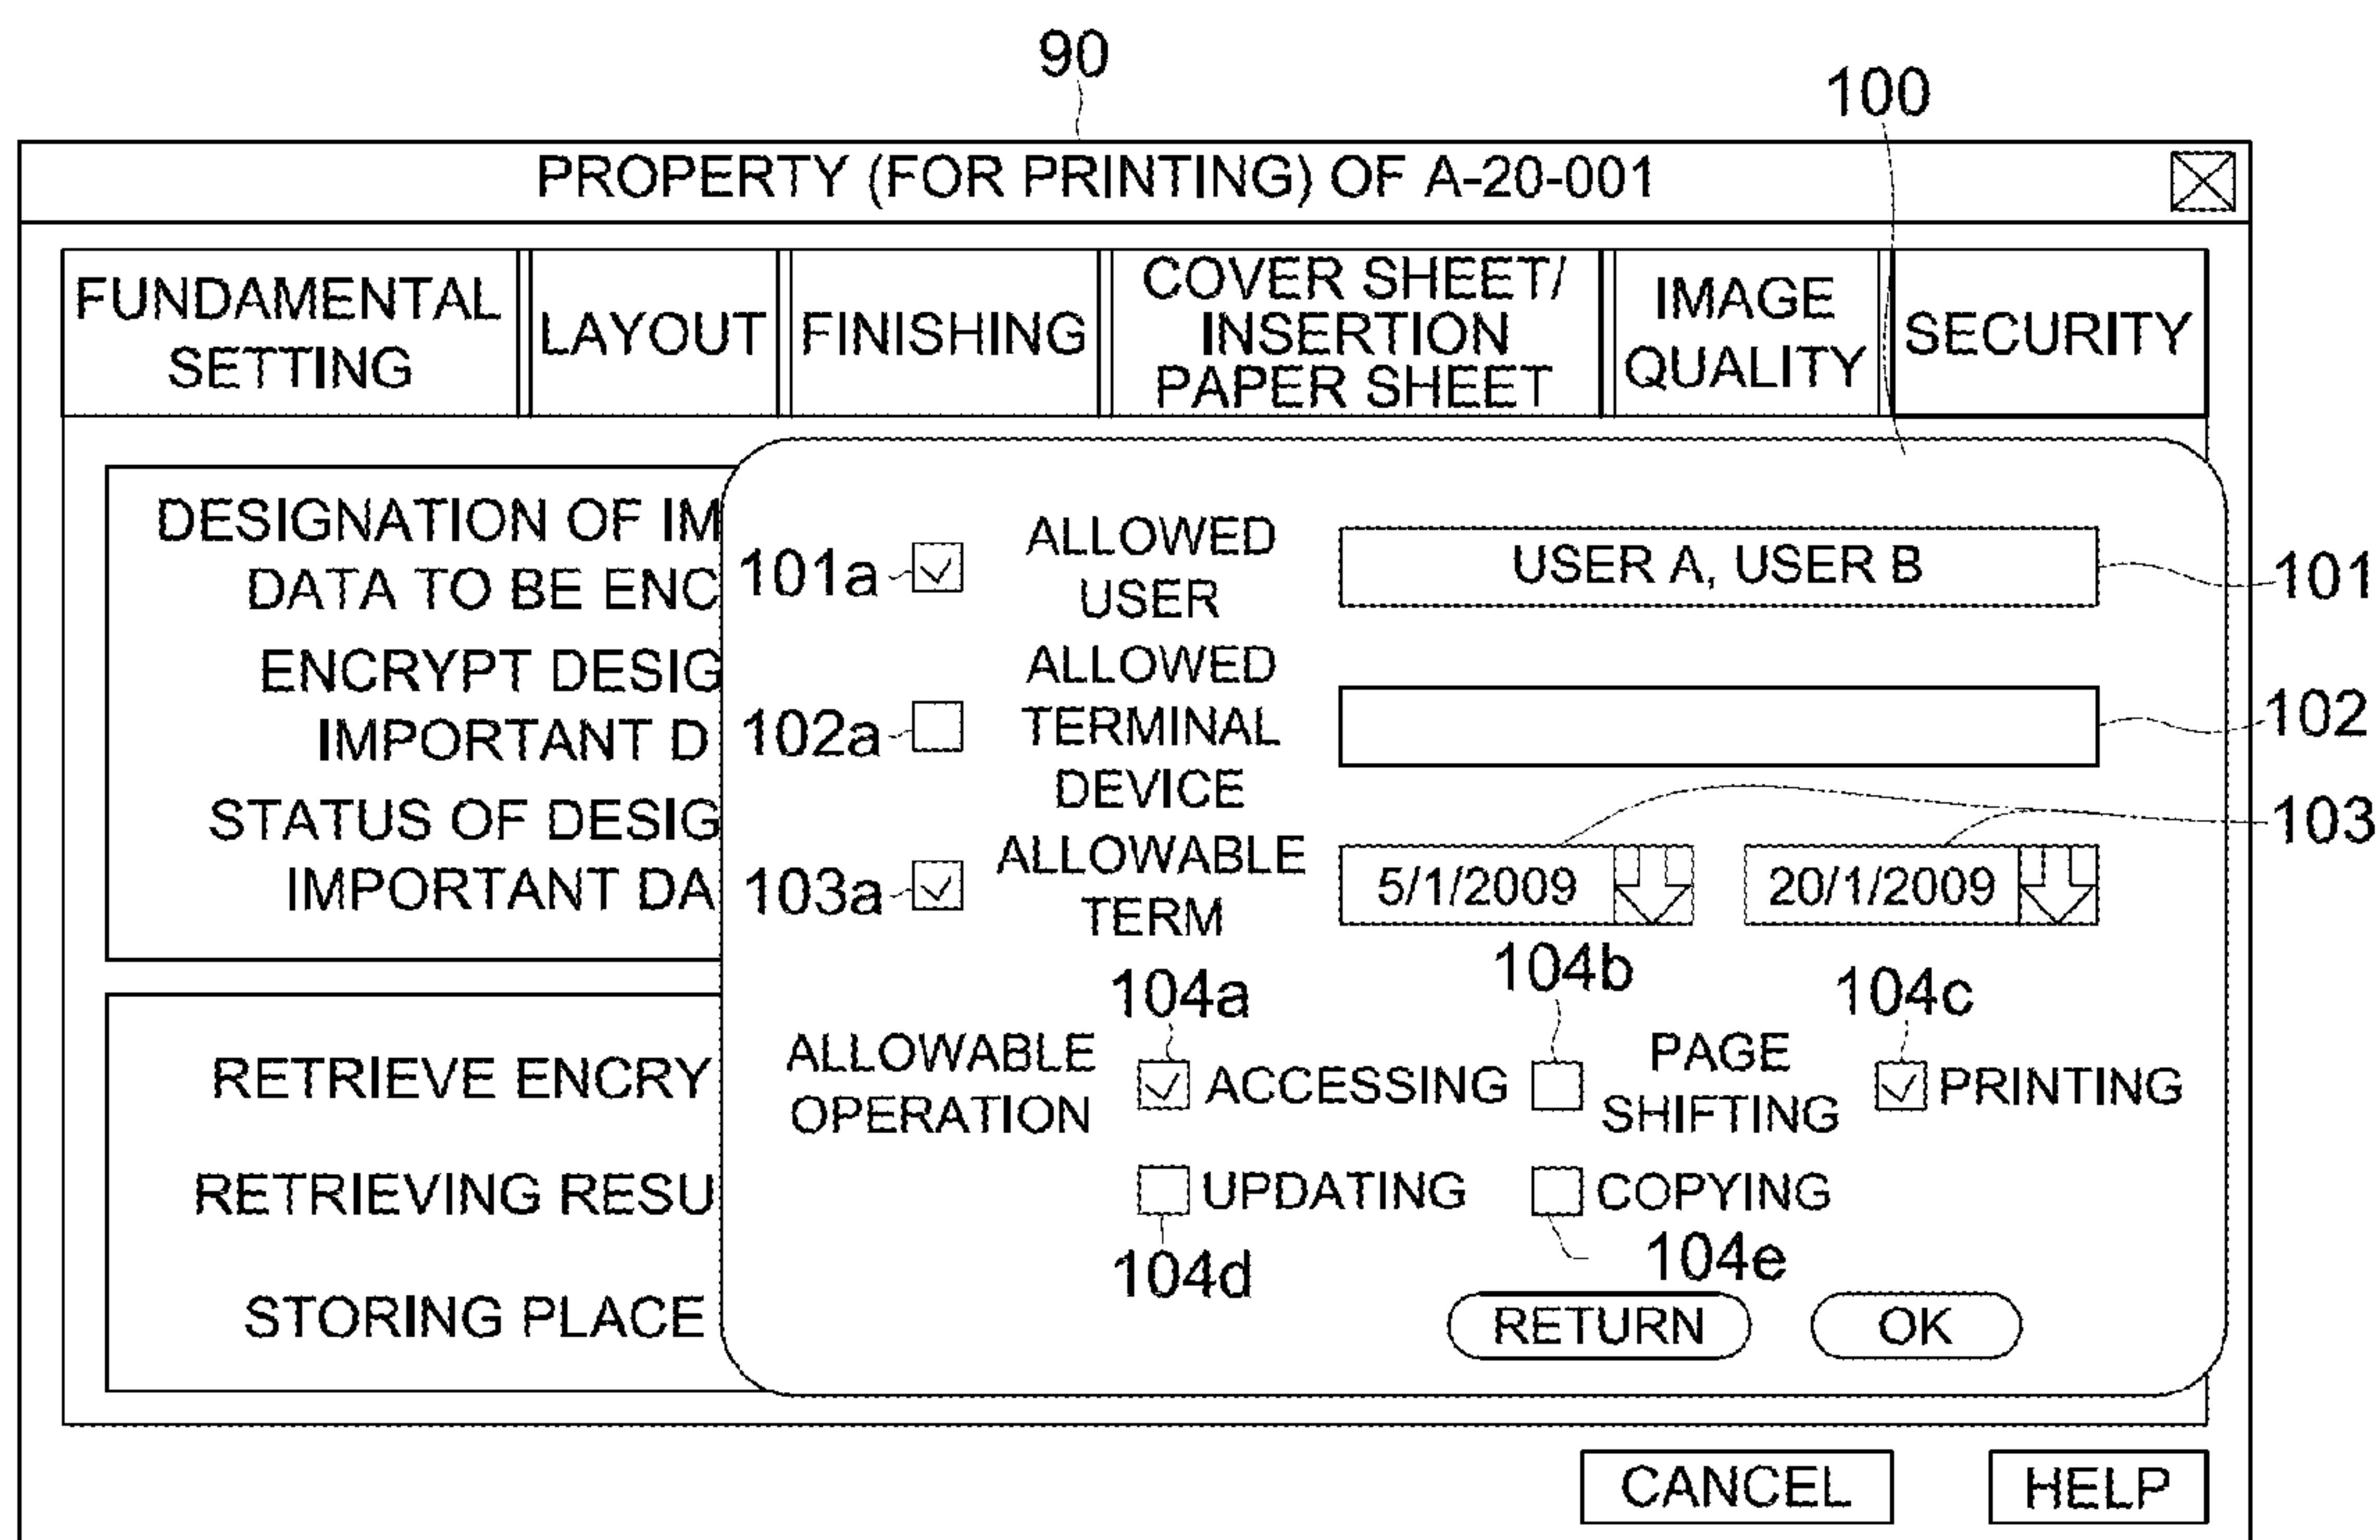 90
100
PROPERTY (FOR PRINTING) OF A-20-001
FUNDAMENTAL
SETTING
LAYOUT
FINISHING
COVER SHEET/
INSERTION
PAPER SHEET
IMAGE
QUALITY
SECURITY
DESIGNATION OF IM
DATA TO BE ENC
ENCRYPT DESIG
IMPORTANT D
STATUS OF DESIG
IMPORTANT DA
RETRIEVE ENCRY
RETRIEVING RESU
STORING PLACE
101a
ALLOWED
USER
USER A, USER B
101
102a
ALLOWED
TERMINAL
DEVICE
102
103a
ALLOWABLE
TERM
5/1/2009
20/1/2009
103
104a
104b
104c
ALLOWABLE
OPERATION
ACCESSING
PAGE
SHIFTING
PRINTING
UPDATING
COPYING
104d
104e
RETURN
OK
CANCEL
HELP